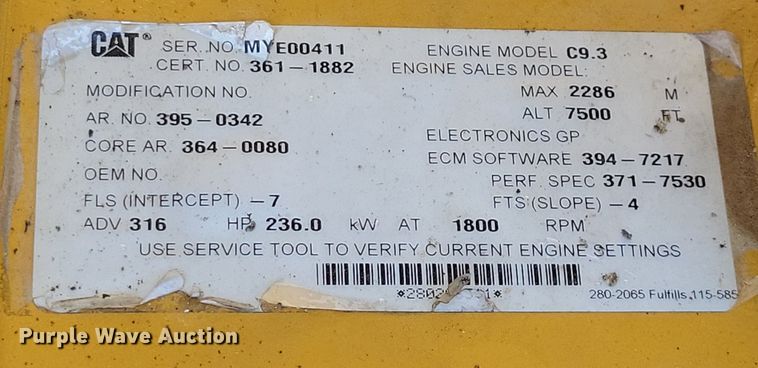 CAT® SER. NO. MYE00411 ENGINE MODEL C9.3
CERT. NO. 361-1882 ENGINE SALES MODEL:
MODIFICATION NO. MAX 2286 M
ALT 7500 FT.
AR. NO. 395-0342 ELECTRONICS GP
CORE AR. 364-0080 ECM SOFTWARE 394-7217
OEM NO. PERF. SPEC 371-7530
FLS (INTERCEPT) -7 FTS (SLOPE) -4
ADV 316 HP 236.0 kW AT 1800 RPM
USE SERVICE TOOL TO VERIFY CURRENT ENGINE SETTINGS
280-2065 Fulfills 115-585
Purple Wave Auction